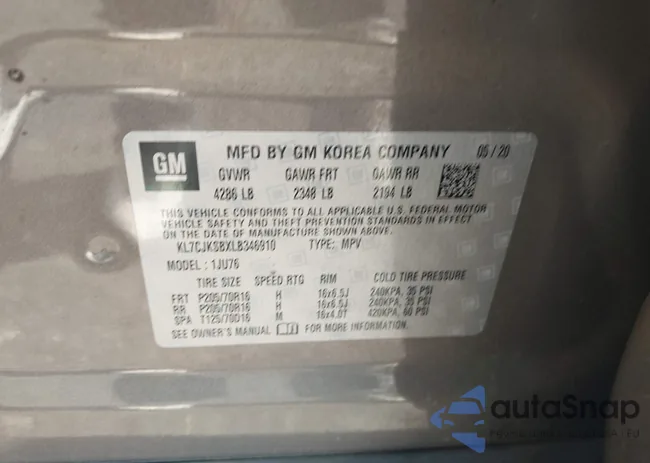 GM MFD BY GM KOREA COMPANY 05/20
GVWR GAWR FRT GAWR RR
4286 LB 2348 LB 2194 LB
THIS VEHICLE CONFORMS TO ALL APPLICABLE U.S. FEDERAL MOTOR
VEHICLE SAFETY AND THEFT PREVENTION STANDARDS IN EFFECT ON
THE DATE OF MANUFACTURE SHOWN ABOVE.
KL7CJKSBXLB346910 TYPE: MPV
MODEL : 1JU76
TIRE SIZE SPEED RTG RIM COLD TIRE PRESSURE
FRT P205/70R16 H 16x6.5J 240KPA, 35 PSI
RR P205/70R16 H 16x6.5J 240KPA, 35 PSI
SPA T125/70D16 M 16x4.0T 420KPA, 60 PSI
SEE OWNER'S MANUAL FOR MORE INFORMATION.
autoSnap